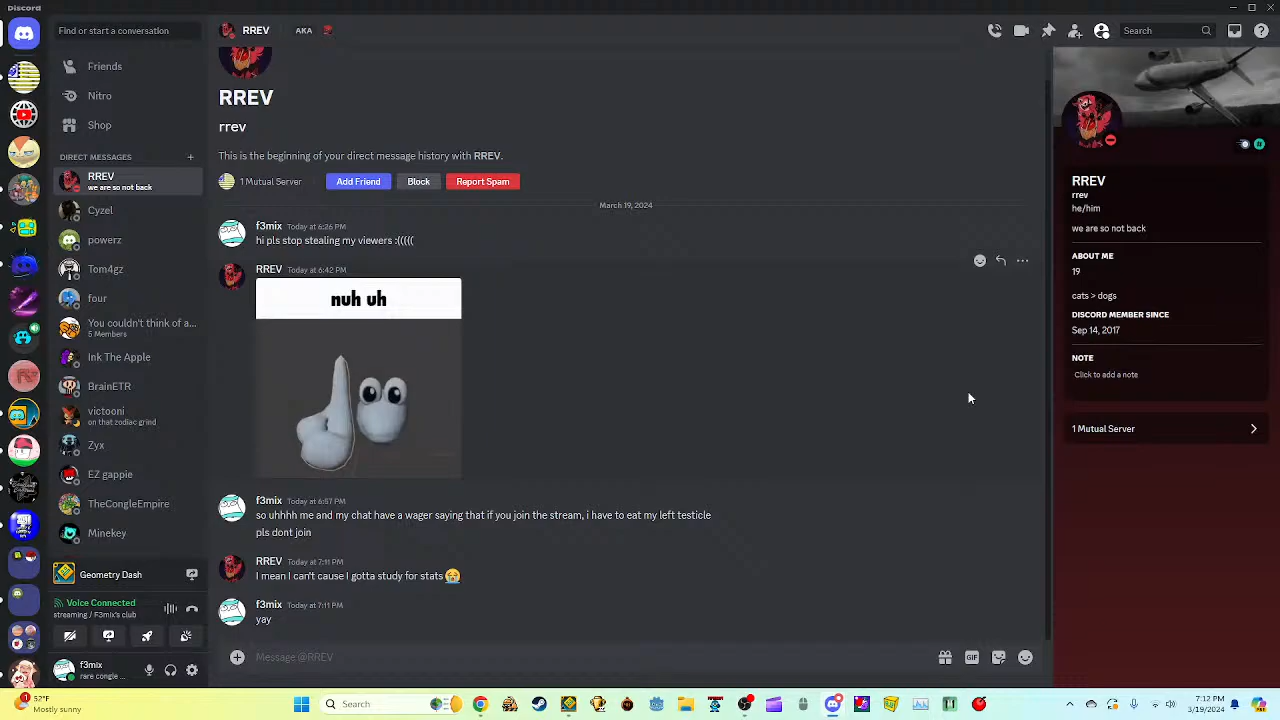 Discord
Find or start a conversation
RREV
AKA
Search
Friends
Nitro
Shop
DIRECT MESSAGES
RREV
we are so not back
Cyzel
powerz
Tom4gz
four
You couldn't think of a...
5 Members
Ink The Apple
BrainETR
victooni
on that zodiac grind
Zyx
EZ gappie
TheCongleEmpire
Minekey
Geometry Dash
Voice Connected
streaming / F3mix's club
f3mix
rare congle ...
RREV
rrev
This is the beginning of your direct message history with RREV.
1 Mutual Server
Add Friend
Block
Report Spam
March 19, 2024
f3mix Today at 6:26 PM
hi pls stop stealing my viewers :(((((
RREV Today at 6:42 PM
nuh uh
f3mix Today at 6:57 PM
so uhhhh me and my chat have a wager saying that if you join the stream, i have to eat my left testicle
pls dont join
RREV Today at 7:11 PM
I mean I can't cause I gotta study for stats 😭
f3mix Today at 7:11 PM
yay
Message @RREV
GIF
RREV
rrev
he/him
we are so not back
ABOUT ME
19
cats > dogs
DISCORD MEMBER SINCE
Sep 14, 2017
NOTE
Click to add a note
1 Mutual Server
52°F
Mostly sunny
Search
7:12 PM
3/19/2024